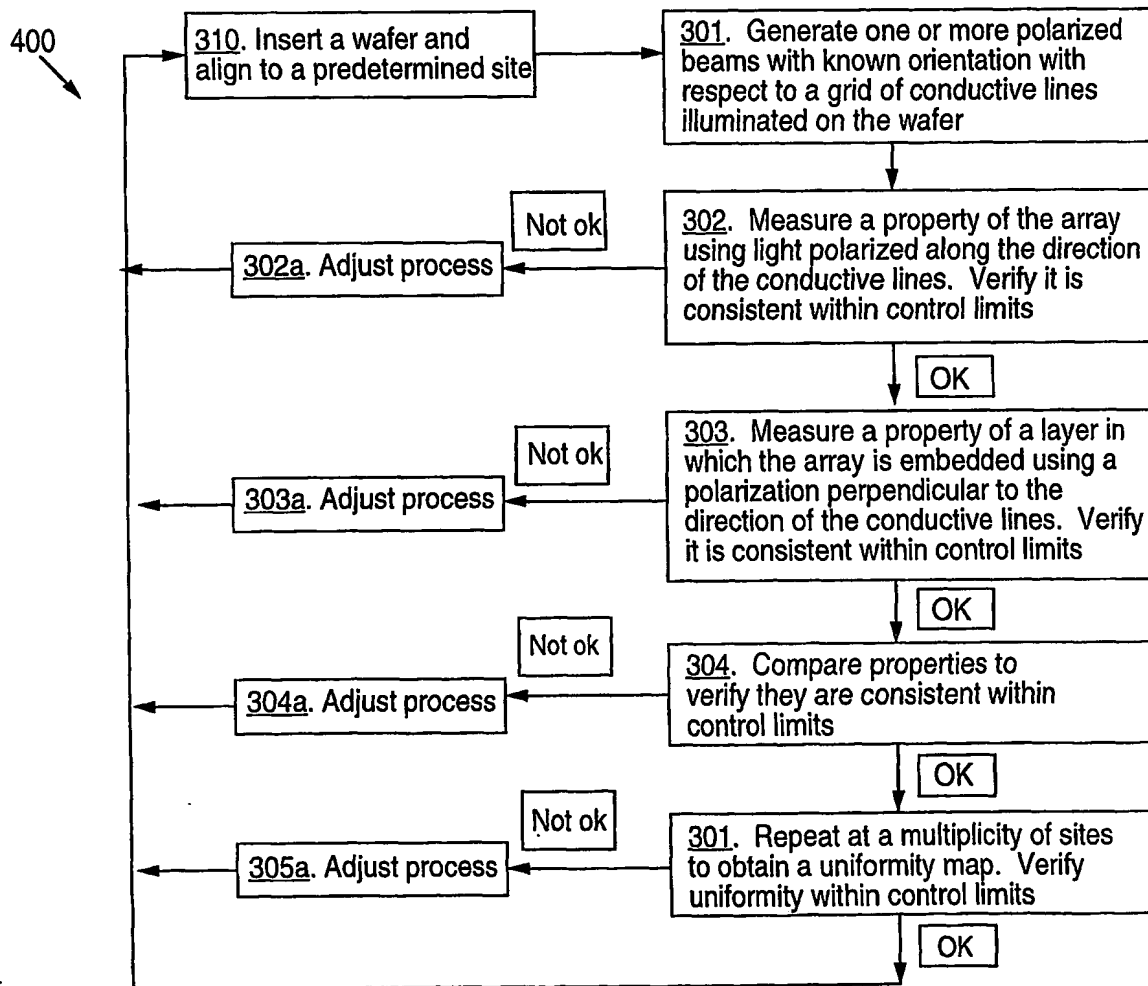 400
310. Insert a wafer and
align to a predetermined site
301. Generate one or more polarized
beams with known orientation with
respect to a grid of conductive lines
illuminated on the wafer
302. Measure a property of the array
using light polarized along the direction
of the conductive lines. Verify it is
consistent within control limits
Not ok
302a. Adjust process
OK
303. Measure a property of a layer in
which the array is embedded using a
polarization perpendicular to the
direction of the conductive lines. Verify
it is consistent within control limits
Not ok
303a. Adjust process
OK
304. Compare properties to
verify they are consistent within
control limits
Not ok
304a. Adjust process
OK
301. Repeat at a multiplicity of sites
to obtain a uniformity map. Verify
uniformity within control limits
Not ok
305a. Adjust process
OK